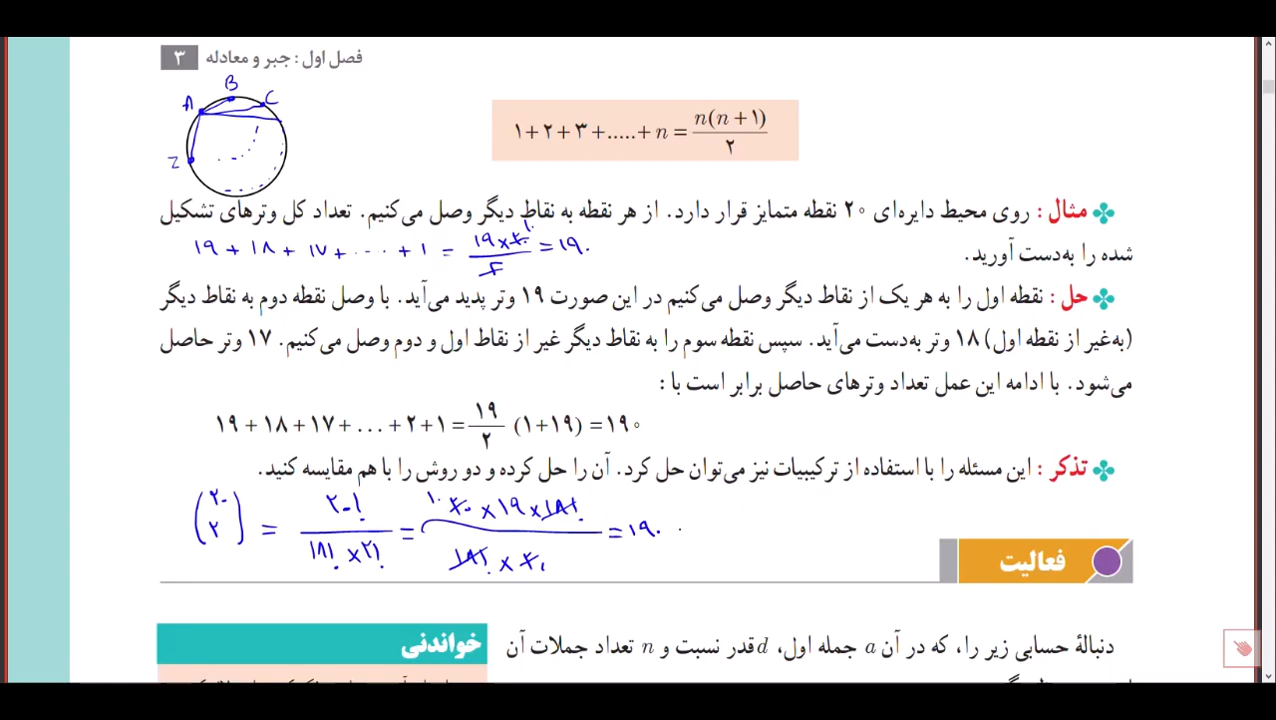 فصل اول : جبر و معادله ۳
A B C Z
۱+۲+۳+.....+n = n(n+۱)/۲
مثال : روی محیط دایره‌ای ۲۰ نقطه متمایز قرار دارد. از هر نقطه به نقاط دیگر وصل می‌کنیم. تعداد کل وترهای تشکیل
شده را به‌دست آورید.
۱۹ + ۱۸ + ۱۷ + ... + ۱ = ۱۹×۲۰/۲ = ۱۹۰
حل : نقطه اول را به هر یک از نقاط دیگر وصل می‌کنیم در این صورت ۱۹ وتر پدید می‌آید. با وصل نقطه دوم به نقاط دیگر
(به‌غیر از نقطه اول) ۱۸ وتر به‌دست می‌آید. سپس نقطه سوم را به نقاط دیگر غیر از نقاط اول و دوم وصل می‌کنیم. ۱۷ وتر حاصل
می‌شود. با ادامه این عمل تعداد وترهای حاصل برابر است با :
۱۹+۱۸+۱۷+...+۲+۱ = ۱۹/۲ (۱+۱۹) = ۱۹۰
تذکر : این مسئله را با استفاده از ترکیبیات نیز می‌توان حل کرد. آن را حل کرده و دو روش را با هم مقایسه کنید.
(۲۰ ۲) = ۲۰!/۱۸!×۲! = ۲۰×۱۹×۱۸!/۱۸!×۲ = ۱۹۰
فعالیت
خواندنی
دنبالهٔ حسابی زیر را، که در آن a جمله اول، d قدر نسبت و n تعداد جملات آن